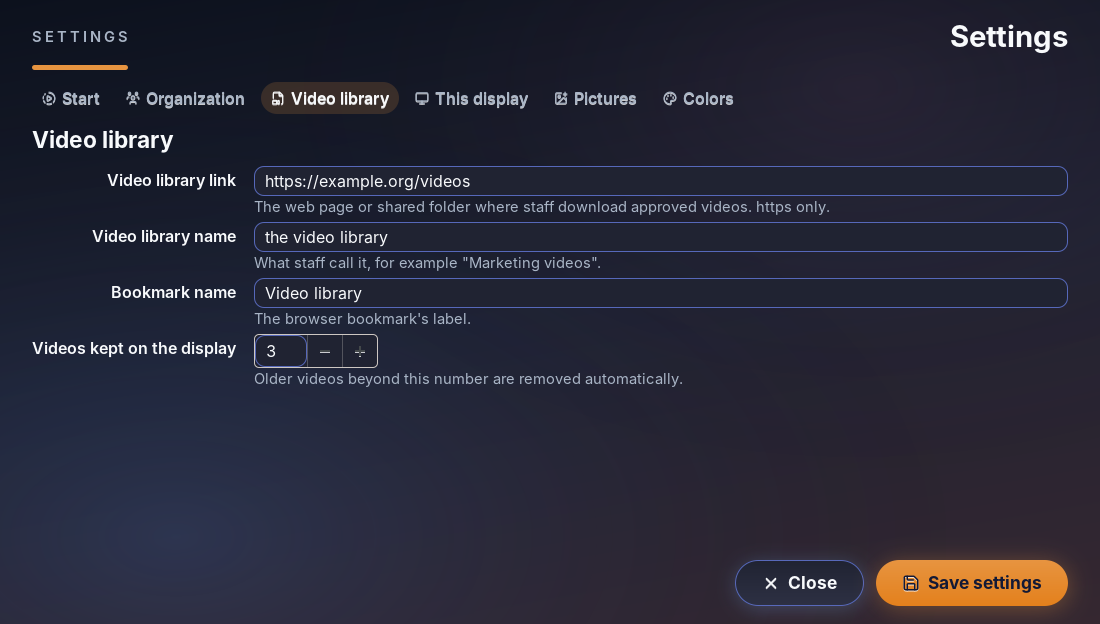 SETTINGS
Settings
Start
Organization
Video library
This display
Pictures
Colors
Video library
Video library link
https://example.org/videos
The web page or shared folder where staff download approved videos. https only.
Video library name
the video library
What staff call it, for example "Marketing videos".
Bookmark name
Video library
The browser bookmark's label.
Videos kept on the display
3
Older videos beyond this number are removed automatically.
Close
Save settings